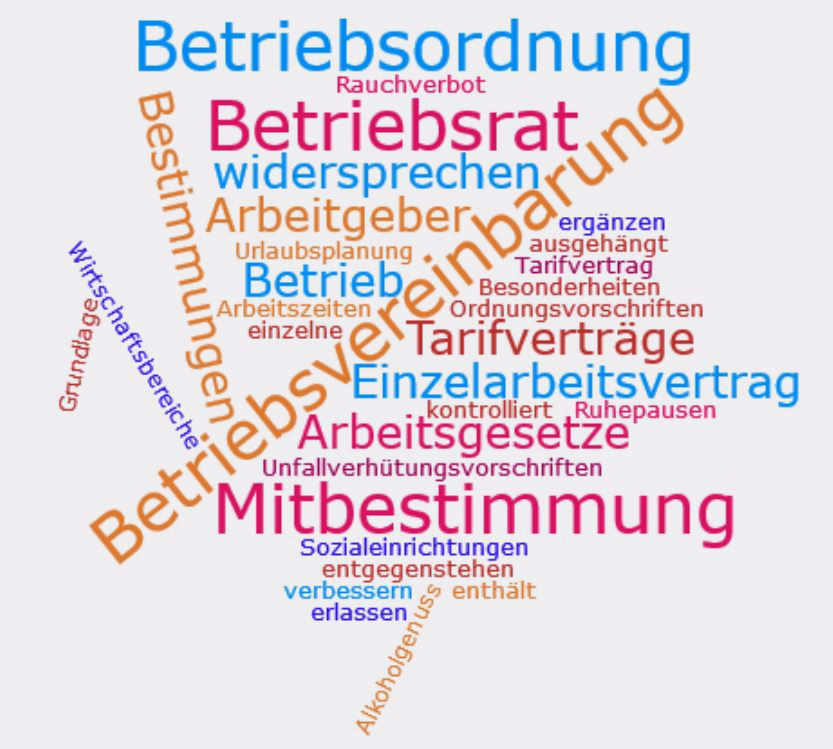 Betriebsordnung
Rauchverbot
Bestimmungen
Betriebsrat
Betriebsvereinbarung
widersprechen
Arbeitgeber
ergänzen
Urlaubsplanung
ausgehängt
Wirtschaftsbereiche
Betrieb
Tarifvertrag
Besonderheiten
Grundlage
Arbeitszeiten
Ordnungsvorschriften
einzelne
Tarifverträge
Einzelarbeitsvertrag
kontrolliert
Ruhepausen
Arbeitsgesetze
Unfallverhütungsvorschriften
Mitbestimmung
Sozialeinrichtungen
entgegenstehen
verbessern
enthält
erlassen
Alkoholgenuss